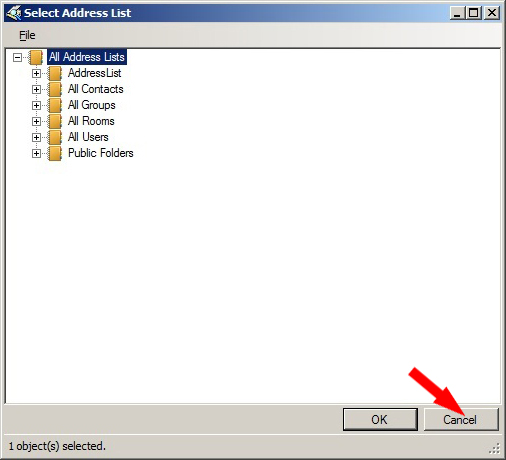 Select Address List
File
All Address Lists
AddressList
All Contacts
All Groups
All Rooms
All Users
Public Folders
OK Cancel
1 object(s) selected.